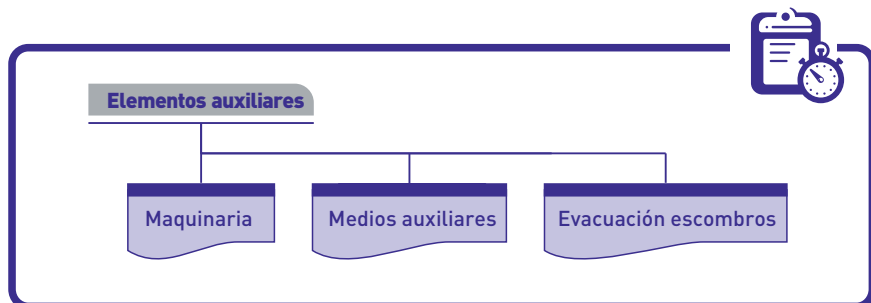 Elementos auxiliares
Maquinaria
Medios auxiliares
Evacuación escombros